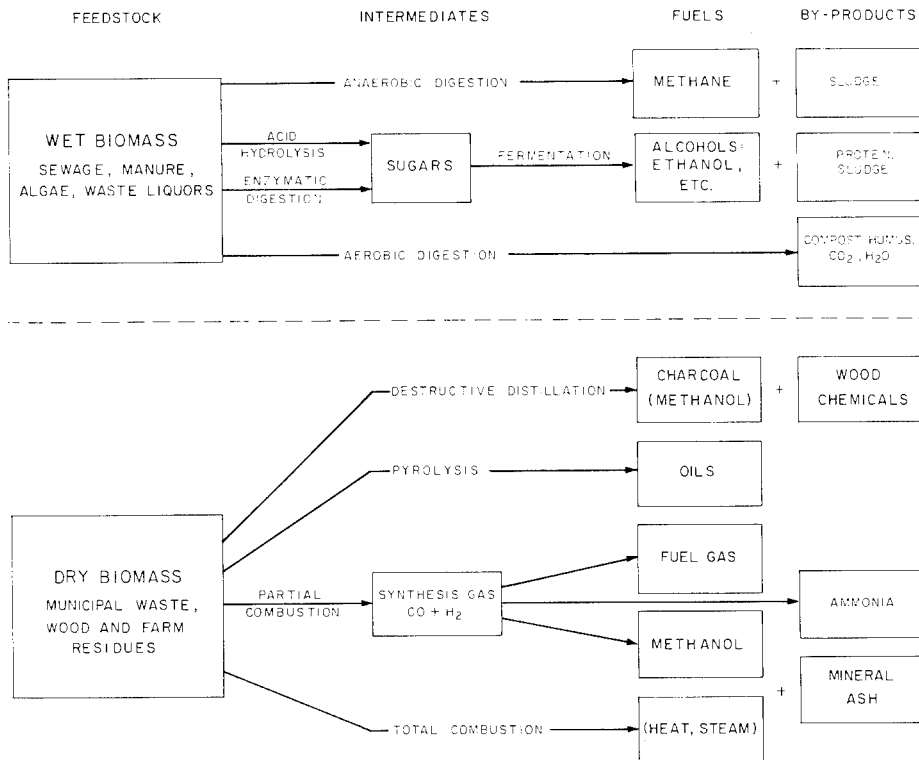 FEEDSTOCK
INTERMEDIATES
FUELS
BY-PRODUCTS
WET BIOMASS
SEWAGE, MANURE,
ALGAE, WASTE LIQUORS
ANAEROBIC DIGESTION
METHANE
+
SLUDGE
ACID
HYDROLYSIS
ENZYMATIC
DIGESTION
SUGARS
FERMENTATION
ALCOHOLS:
ETHANOL,
ETC.
+
PROTEIN,
SLUDGE
AEROBIC DIGESTION
COMPOST HUMUS,
CO2, H2O
DRY BIOMASS
MUNICIPAL WASTE,
WOOD AND FARM
RESIDUES
DESTRUCTIVE DISTILLATION
CHARCOAL
(METHANOL)
+
WOOD
CHEMICALS
PYROLYSIS
OILS
PARTIAL
COMBUSTION
SYNTHESIS GAS
CO + H2
FUEL GAS
AMMONIA
METHANOL
+
MINERAL
ASH
TOTAL COMBUSTION
(HEAT, STEAM)